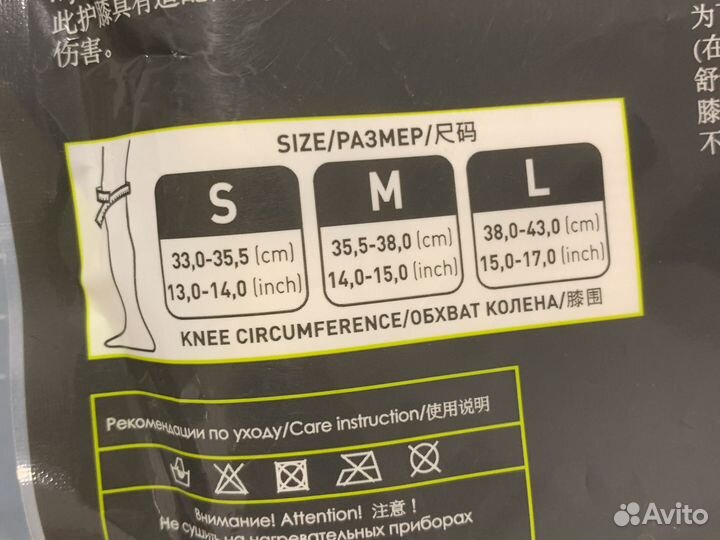 此护膝具有
伤害。
为
(在
舒
膝
不
SIZE/РАЗМЕР/尺码
S
33,0-35,5 (cm)
13,0-14,0 (inch)
M
35,5-38,0 (cm)
14,0-15,0 (inch)
L
38,0-43,0 (cm)
15,0-17,0 (inch)
KNEE CIRCUMFERENCE/ОБХВАТ КОЛЕНА/膝围
Рекомендации по уходу/Care instruction/使用说明
Внимание! Attention! 注意！
Не сушить на нагревательных приборах
Avito